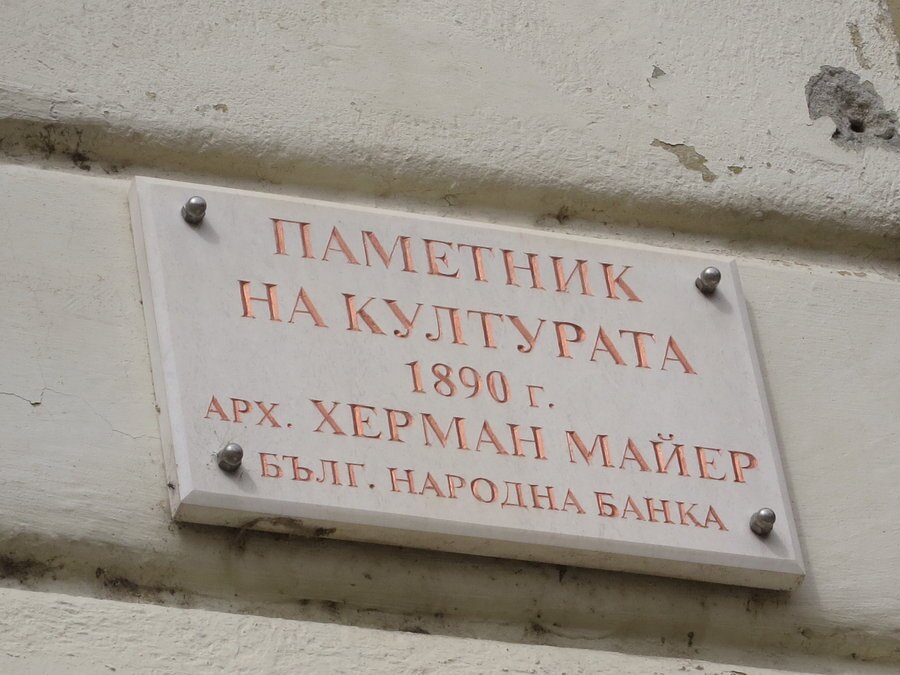 ПАМЕТНИК
НА КУЛТУРАТА
1890 г.
АРХ. ХЕРМАН МАЙЕР
БЪЛГ. НАРОДНА БАНКА